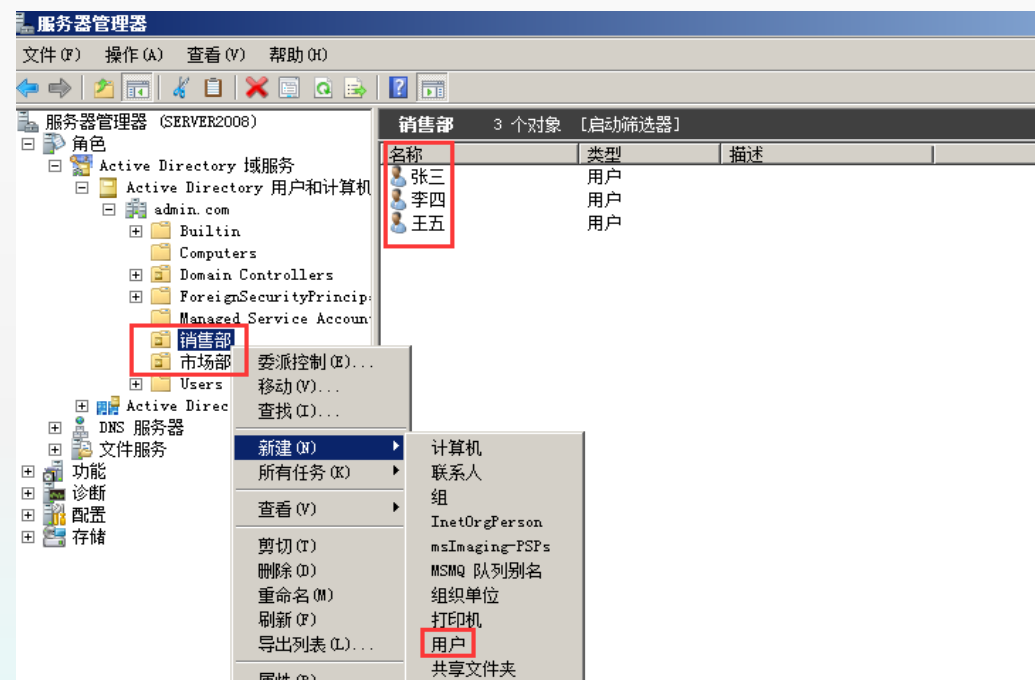 服务器管理器
文件(F) 操作(A) 查看(V) 帮助(H)
服务器管理器 (SERVER2008)
角色
Active Directory 域服务
Active Directory 用户和计算机
admin.com
Builtin
Computers
Domain Controllers
ForeignSecurityPrincip
Managed Service Accoun
销售部
市场部
Users
Active Direc
DNS 服务器
文件服务
功能
诊断
配置
存储
销售部 3 个对象 [启动筛选器]
名称 类型 描述
张三 用户
李四 用户
王五 用户
委派控制(E)...
移动(V)...
查找(I)...
新建(N)
所有任务(K)
查看(V)
剪切(T)
删除(D)
重命名(M)
刷新(F)
导出列表(L)...
属性(R)
计算机
联系人
组
InetOrgPerson
msImaging-PSPs
MSMQ 队列别名
组织单位
打印机
用户
共享文件夹